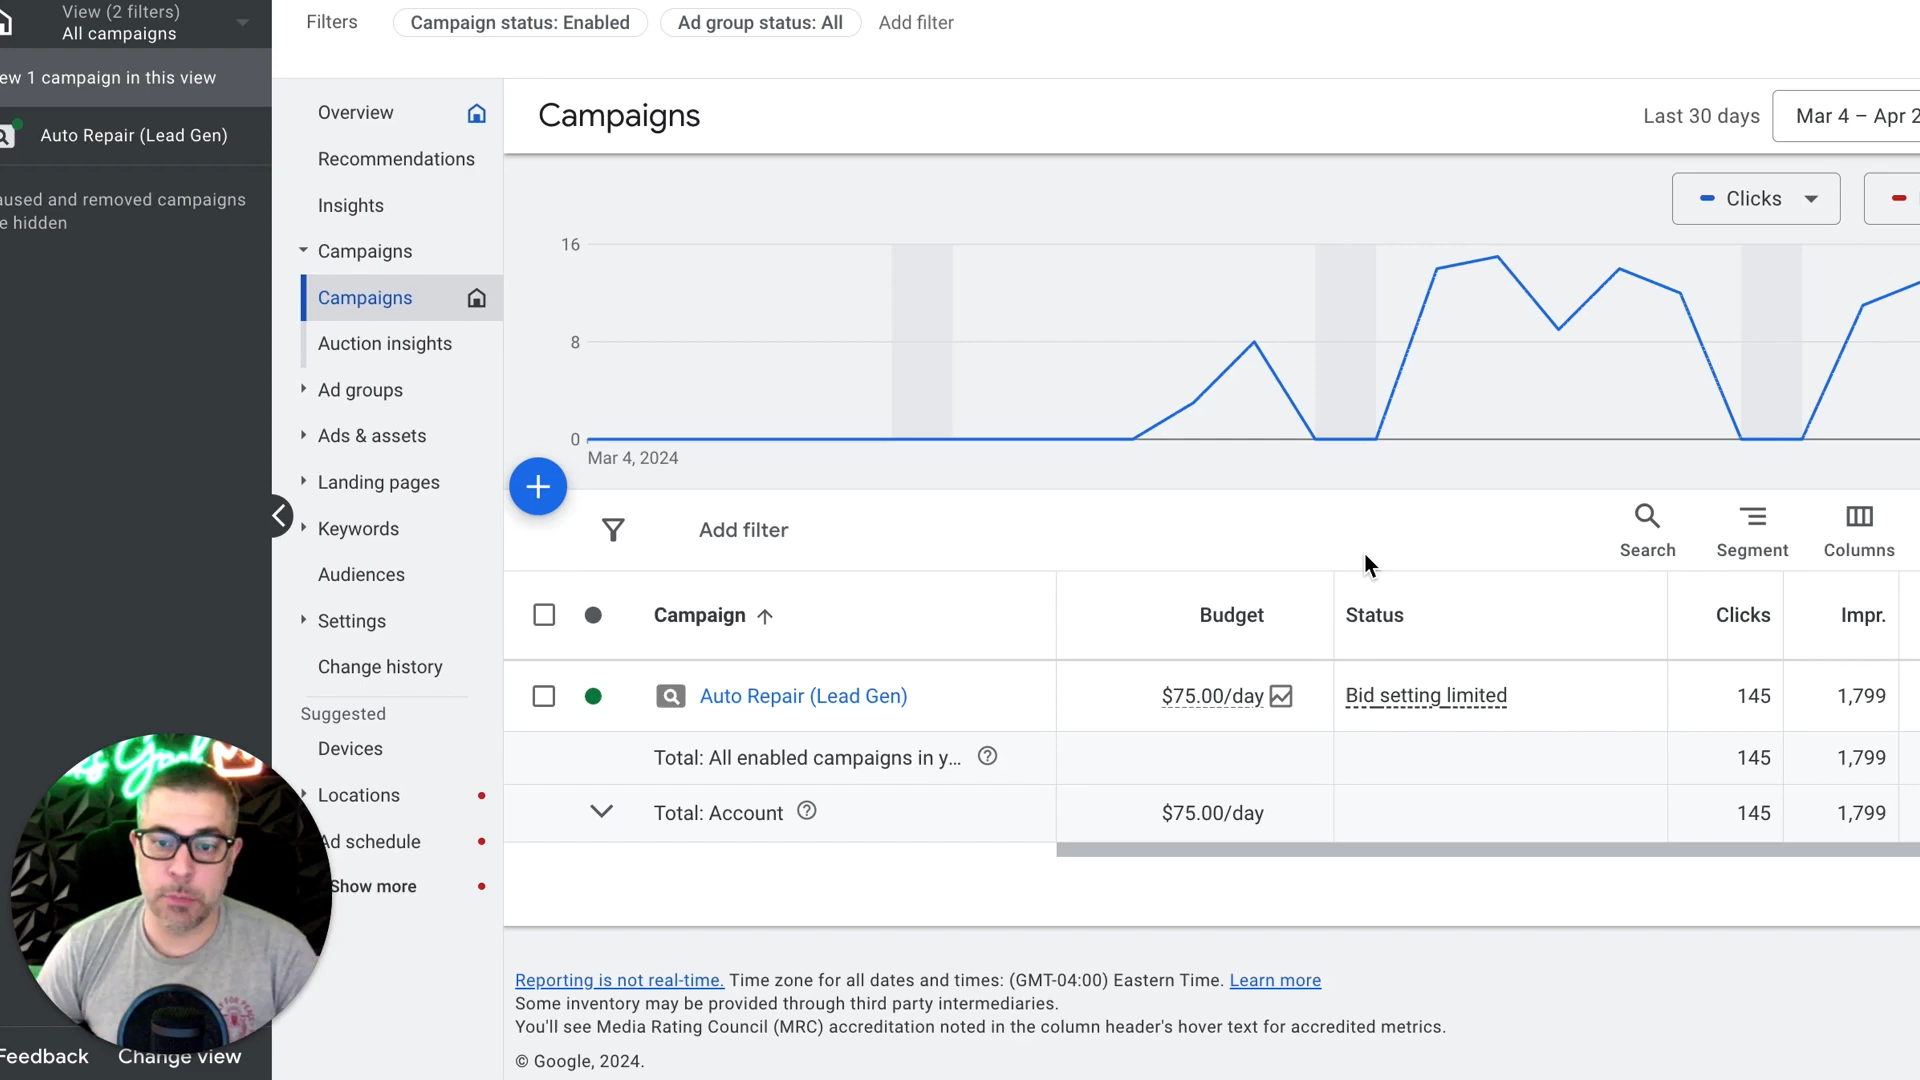 View (2 filters)
All campaigns
ew 1 campaign in this view
Auto Repair (Lead Gen)
aused and removed campaigns
e hidden
Feedback
Change view
Filters
Campaign status: Enabled
Ad group status: All
Add filter
Overview
Recommendations
Insights
Campaigns
Campaigns
Auction insights
Ad groups
Ads & assets
Landing pages
Keywords
Audiences
Settings
Change history
Suggested
Devices
Locations
Ad schedule
Show more
Campaigns
Last 30 days
Mar 4 – Apr 2
Clicks
16
8
0
Mar 4, 2024
Add filter
Search
Segment
Columns
Campaign Budget Status Clicks Impr.
Auto Repair (Lead Gen) $75.00/day Bid setting limited 145 1,799
Total: All enabled campaigns in y... 145 1,799
Total: Account $75.00/day 145 1,799
Reporting is not real-time. Time zone for all dates and times: (GMT-04:00) Eastern Time. Learn more
Some inventory may be provided through third party intermediaries.
You'll see Media Rating Council (MRC) accreditation noted in the column header's hover text for accredited metrics.
© Google, 2024.